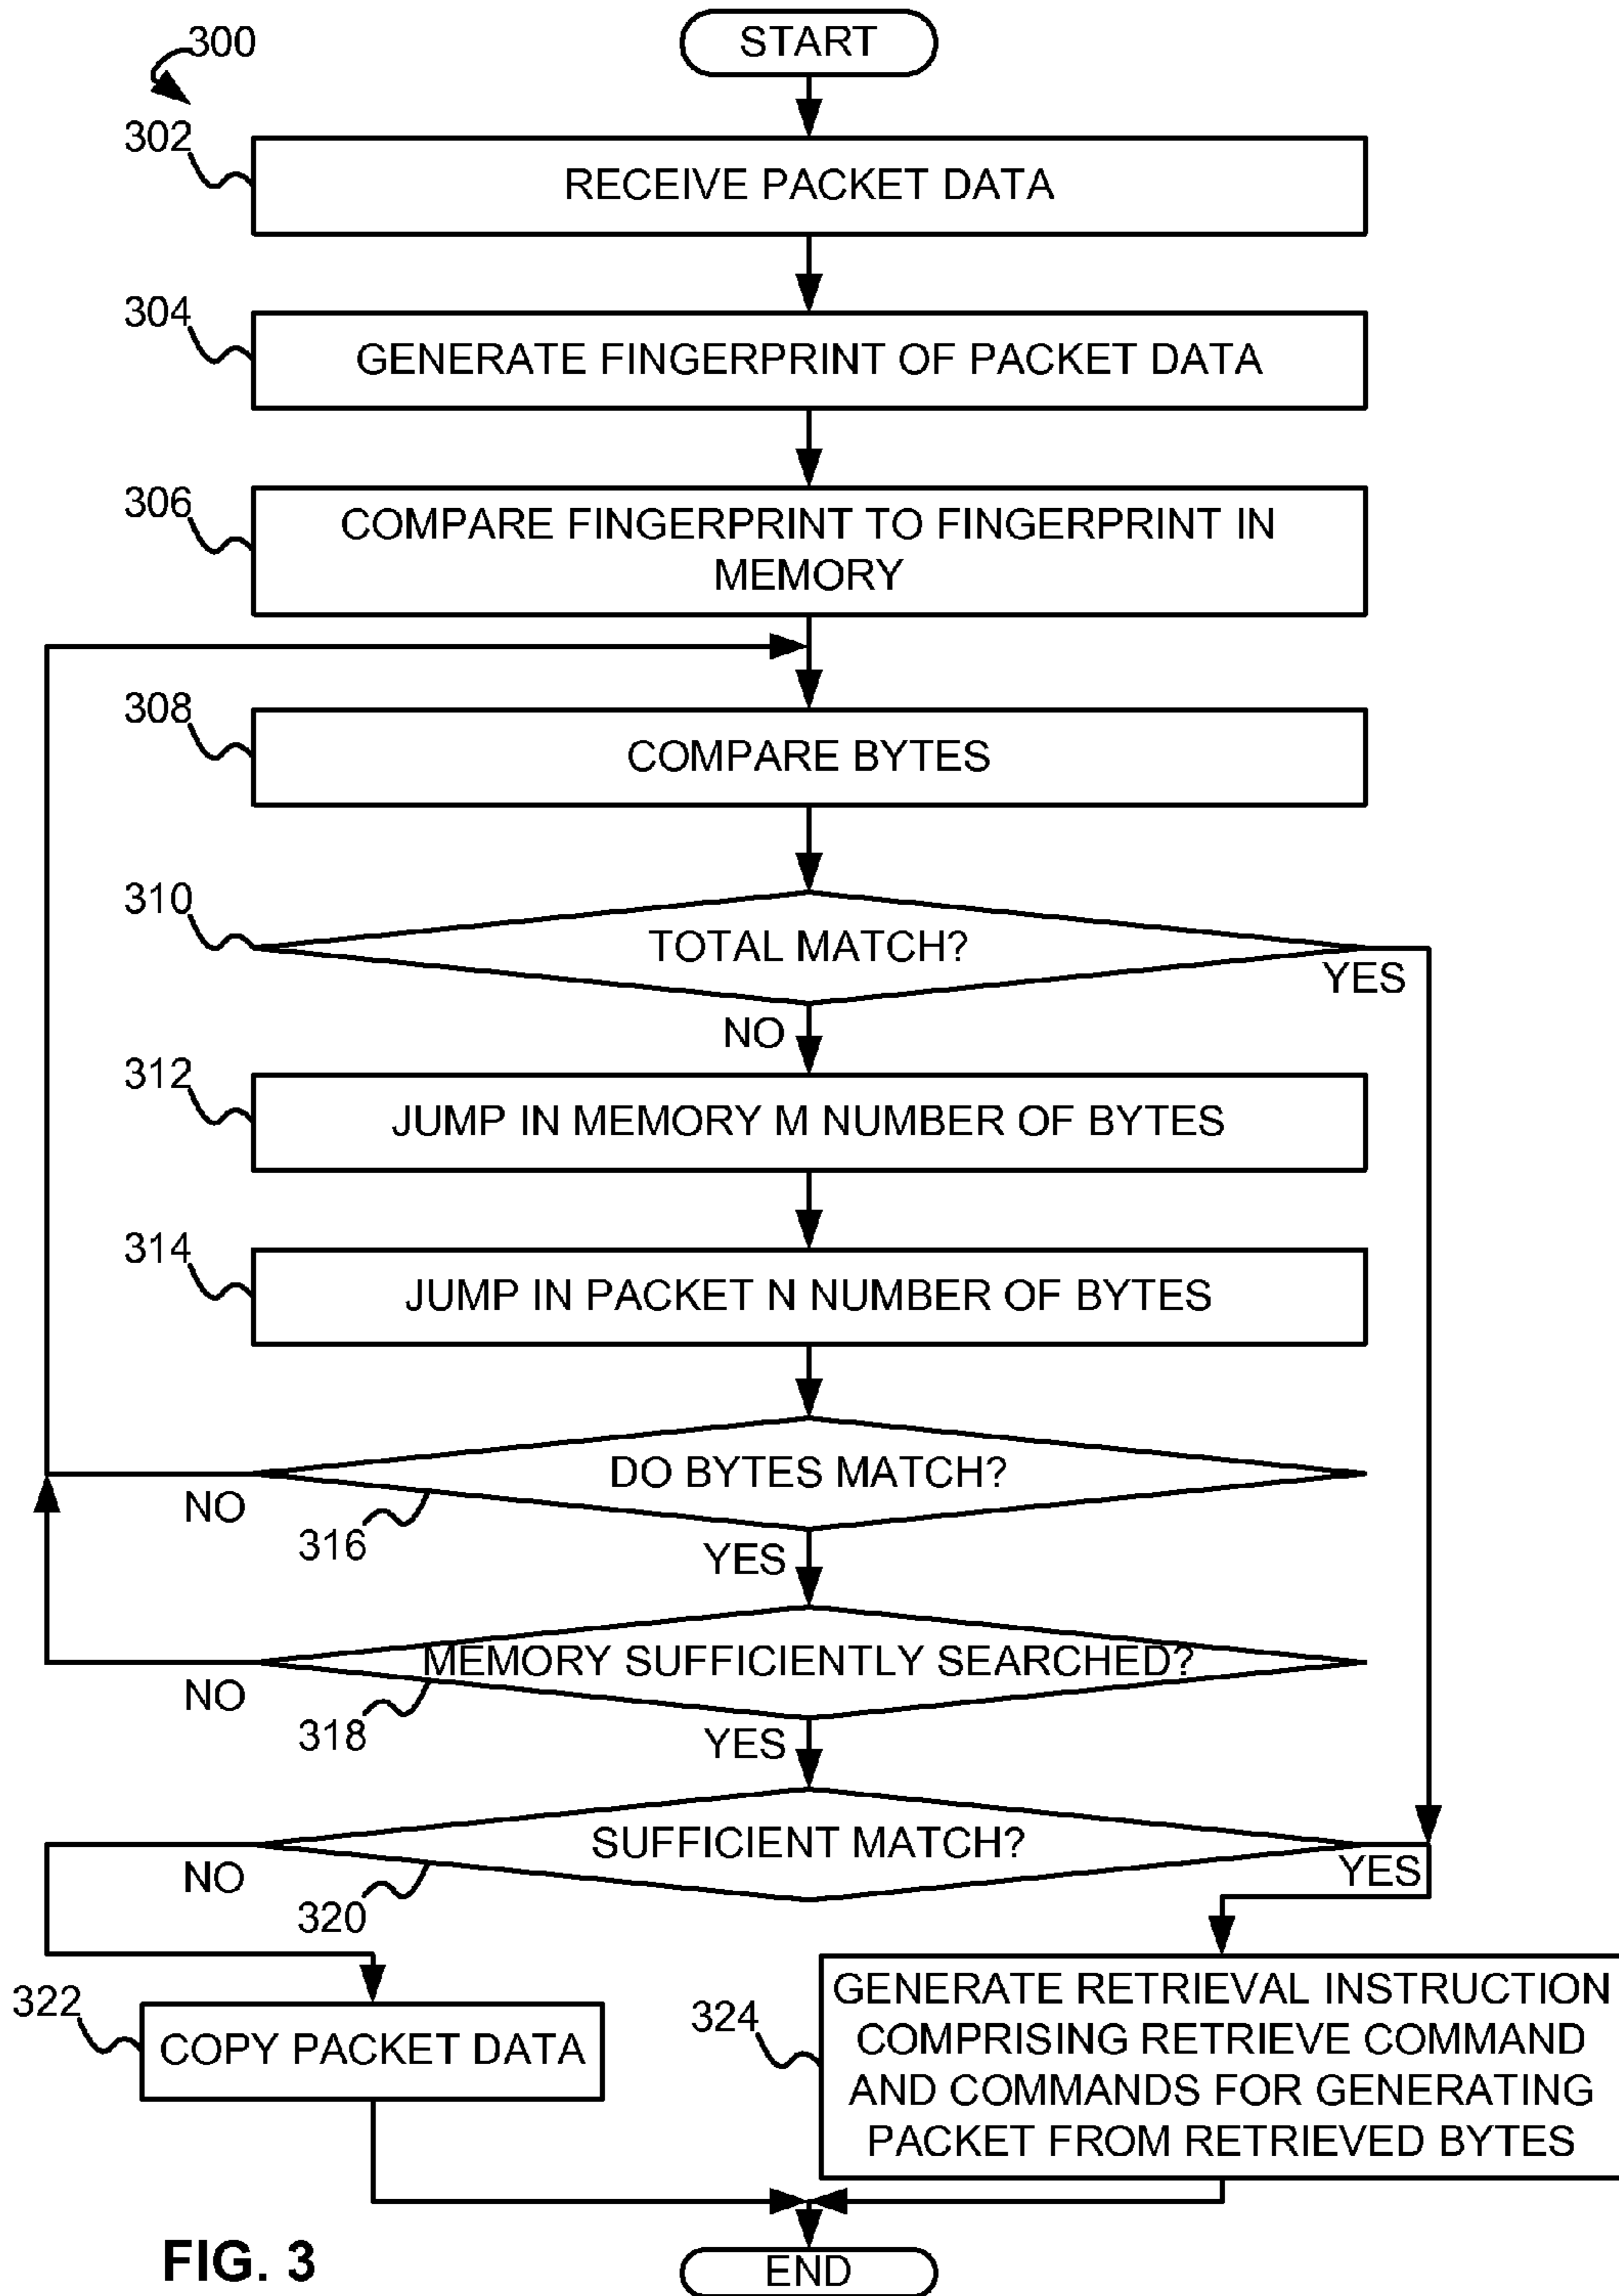 300
START
302
RECEIVE PACKET DATA
304
GENERATE FINGERPRINT OF PACKET DATA
306
COMPARE FINGERPRINT TO FINGERPRINT IN
MEMORY
308
COMPARE BYTES
310
TOTAL MATCH?
YES
NO
312
JUMP IN MEMORY M NUMBER OF BYTES
314
JUMP IN PACKET N NUMBER OF BYTES
DO BYTES MATCH?
NO
316
YES
MEMORY SUFFICIENTLY SEARCHED?
NO
318
YES
SUFFICIENT MATCH?
NO
YES
320
322
COPY PACKET DATA
324
GENERATE RETRIEVAL INSTRUCTION
COMPRISING RETRIEVE COMMAND
AND COMMANDS FOR GENERATING
PACKET FROM RETRIEVED BYTES
FIG. 3
END